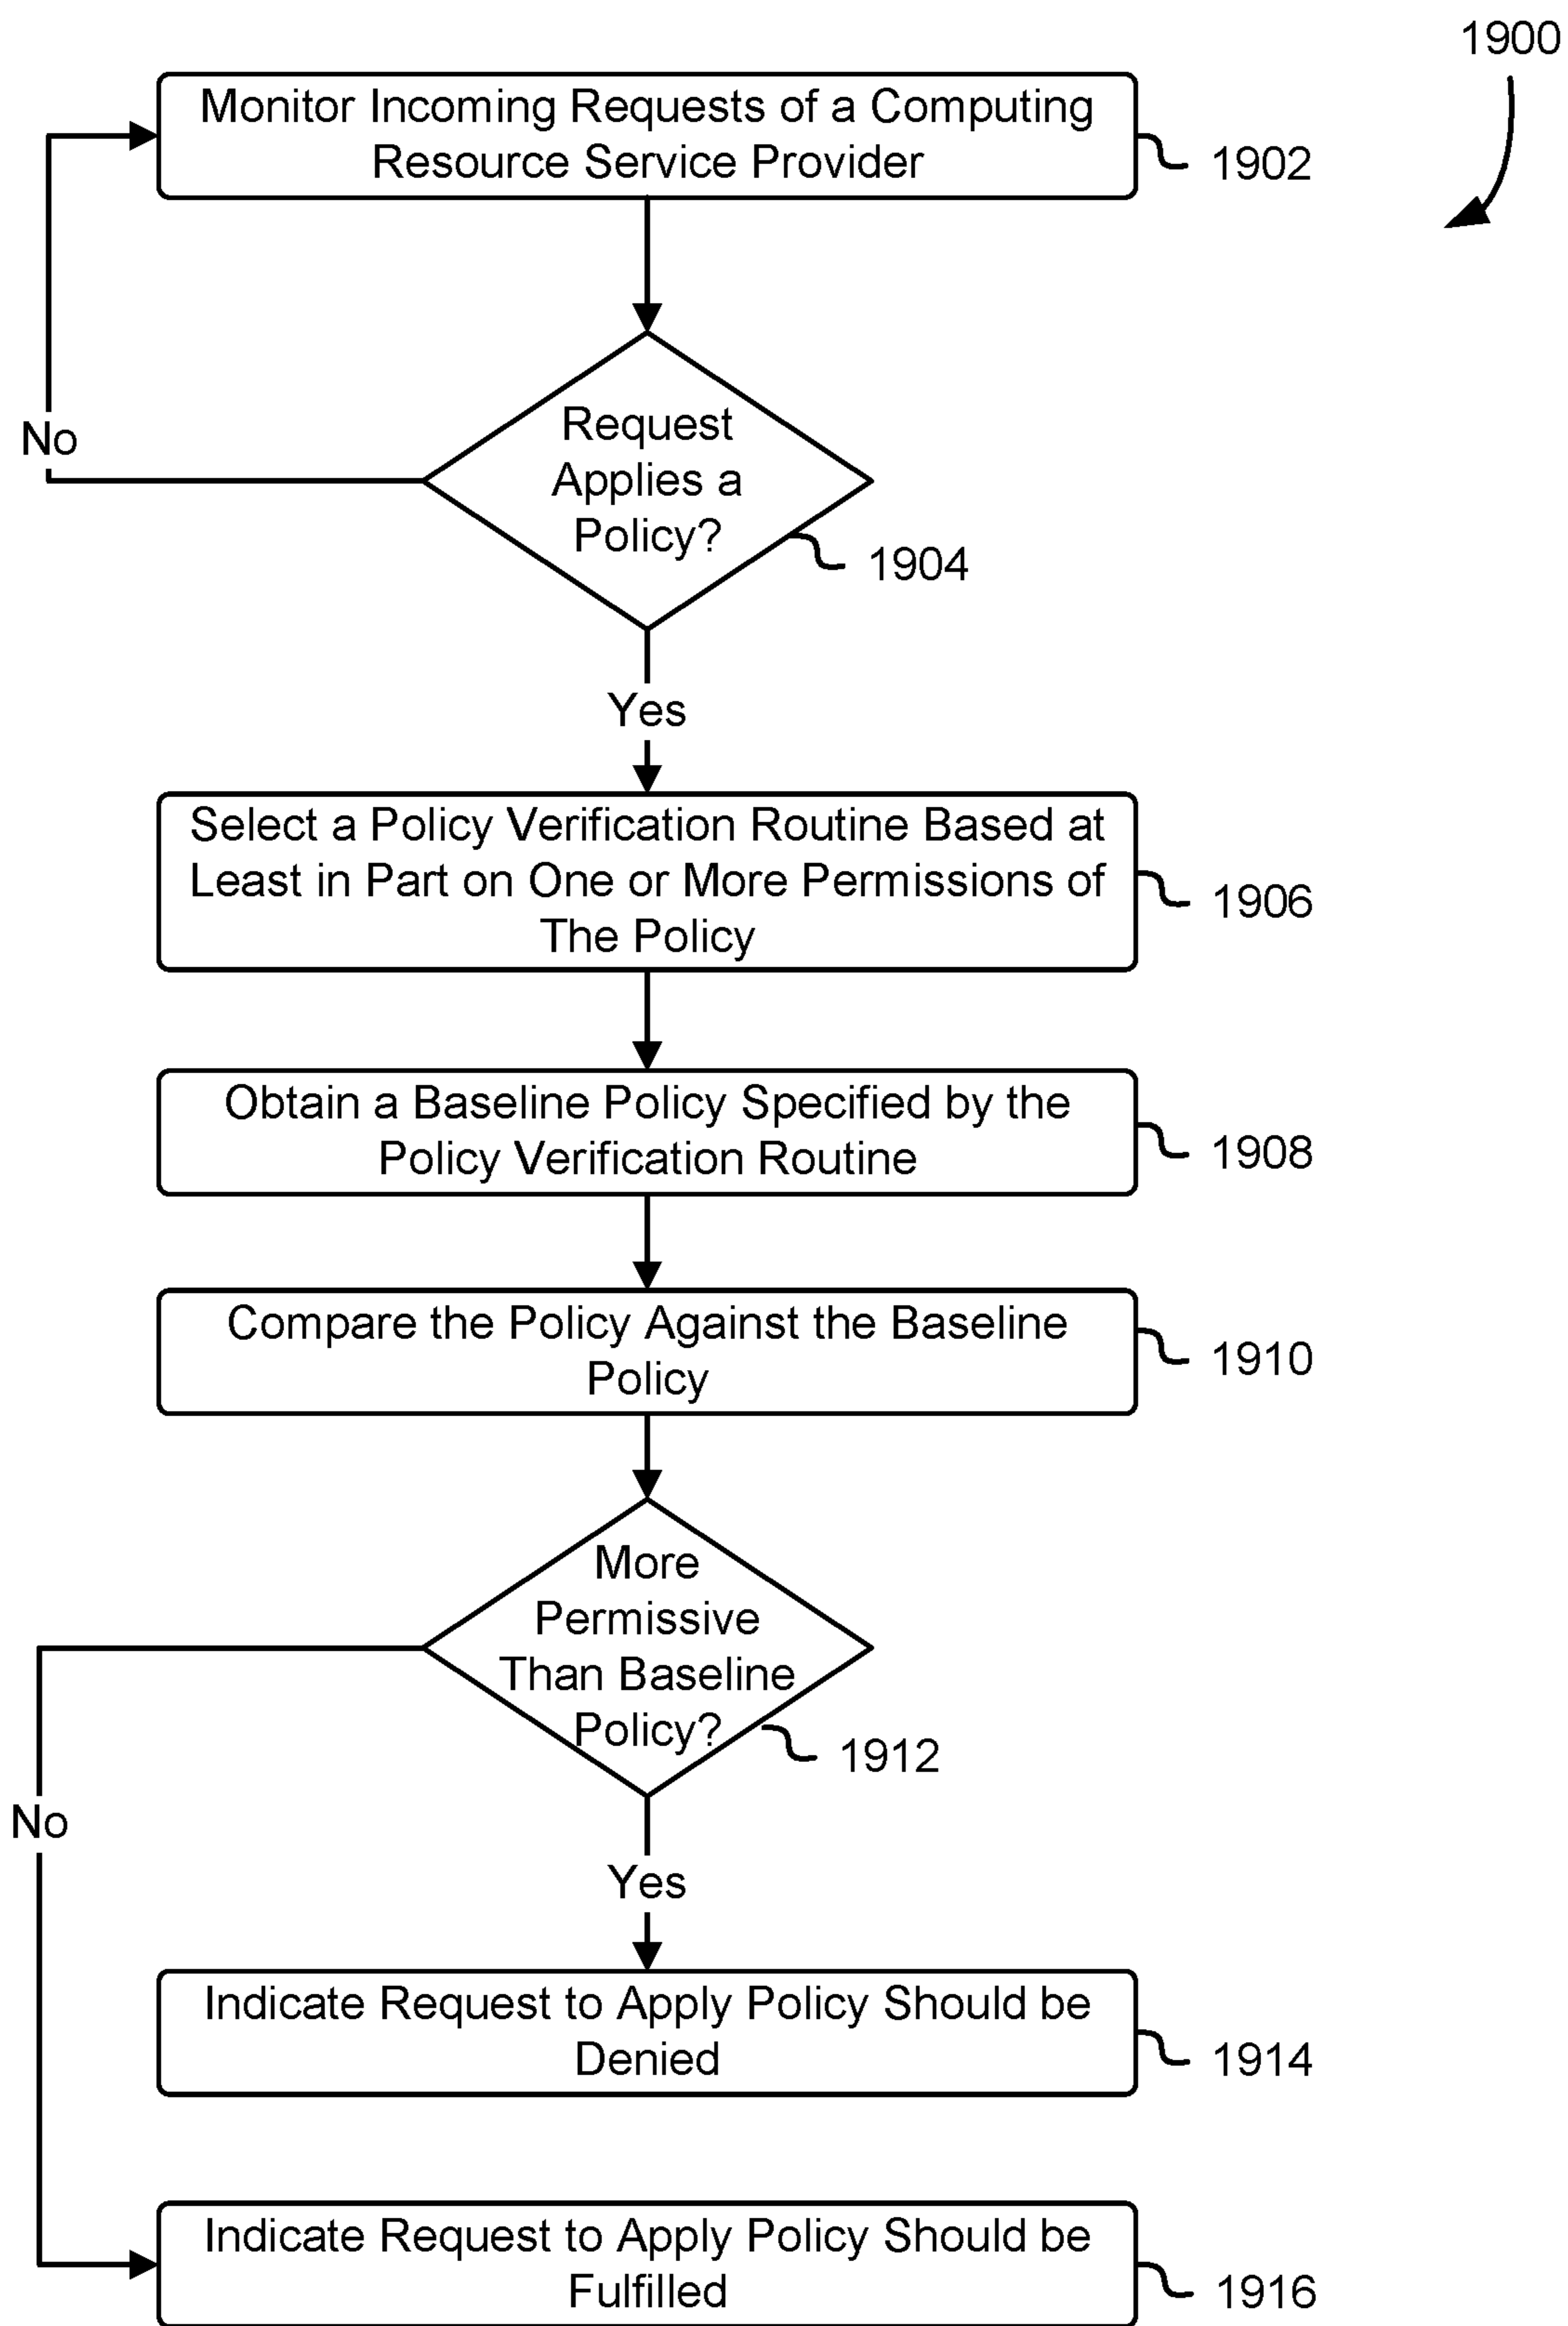 1900
Monitor Incoming Requests of a Computing
Resource Service Provider
1902
Request
Applies a
Policy?
1904
No
Yes
Select a Policy Verification Routine Based at
Least in Part on One or More Permissions of
The Policy
1906
Obtain a Baseline Policy Specified by the
Policy Verification Routine
1908
Compare the Policy Against the Baseline
Policy
1910
More
Permissive
Than Baseline
Policy?
1912
No
Yes
Indicate Request to Apply Policy Should be
Denied
1914
Indicate Request to Apply Policy Should be
Fulfilled
1916